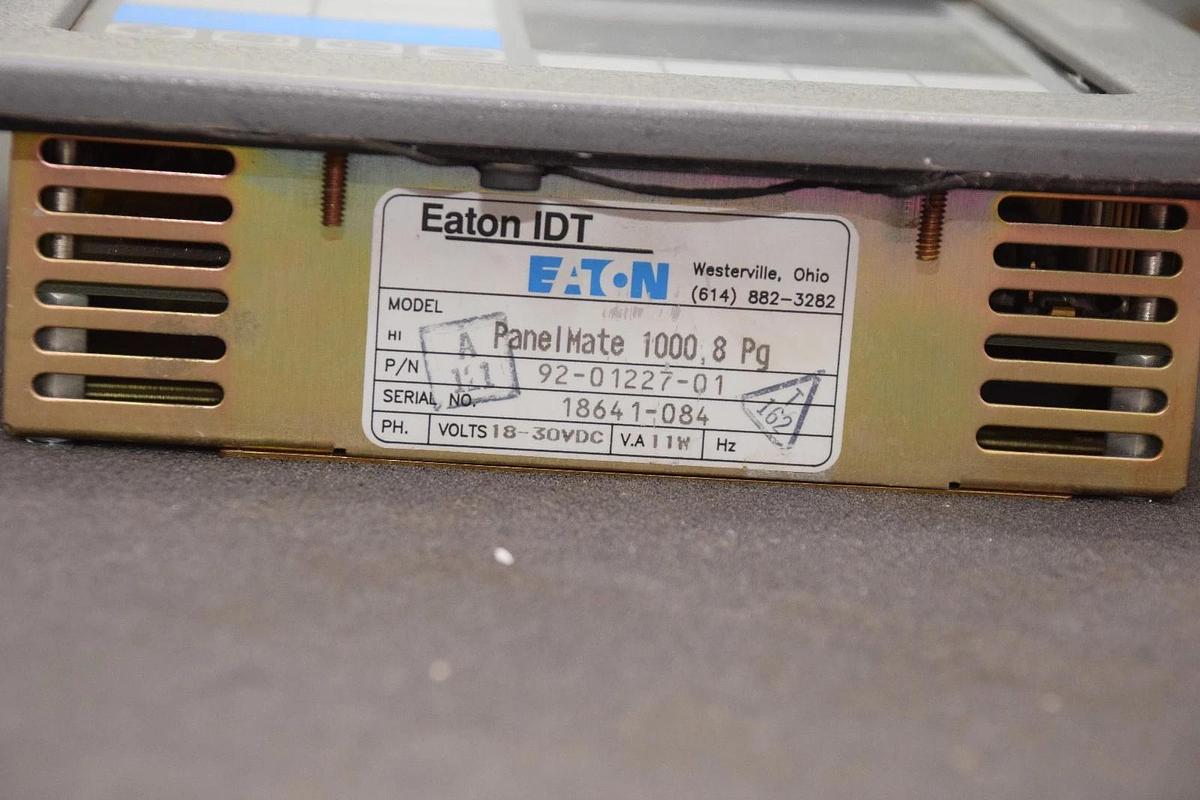 Eaton IDT
EATON
Westerville, Ohio
(614) 882-3282
MODEL
HI PanelMate 1000, 8 Pg
P/N 92-01227-01
SERIAL NO. 18641-084
PH. VOLTS 18-30VDC V.A 11W Hz
A
T
162